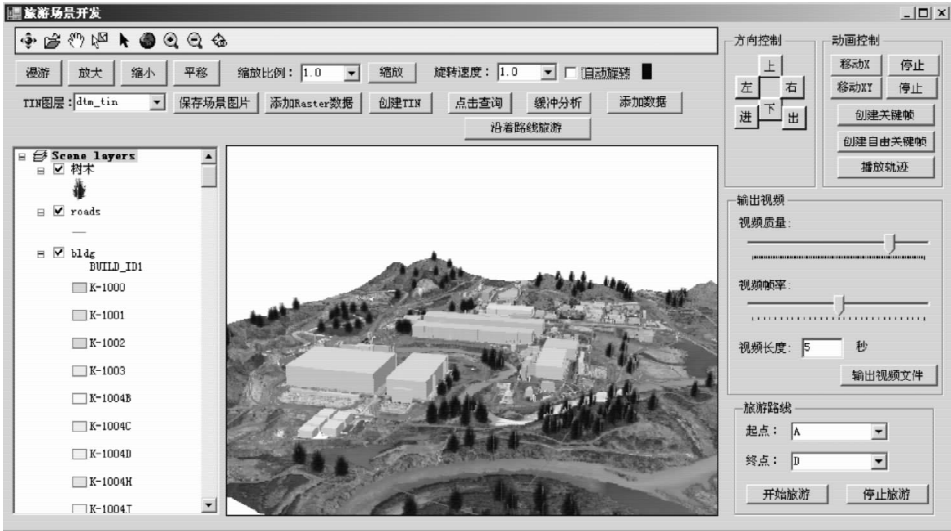 旅游场景开发
漫游 放大 缩小 平移 缩放比例: 1.0 缩放 旋转速度: 1.0 自动旋转
TIN图层: dtm_tin 保存场景图片 添加Raster数据 创建TIN 点击查询 缓冲分析 添加数据
沿着路线旅游
Scene layers
树木
roads
bldg
BUILD_ID1
K-1000
K-1001
K-1002
K-1003
K-1004B
K-1004C
K-1004D
K-1004H
方向控制
上
左 右
进 下 出
动画控制
移动X 停止
移动XY 停止
创建关键帧
创建自由关键帧
播放轨迹
输出视频
视频质量:
视频帧率:
视频长度: 5 秒
输出视频文件
旅游路线
起点: A
终点: D
开始旅游 停止旅游